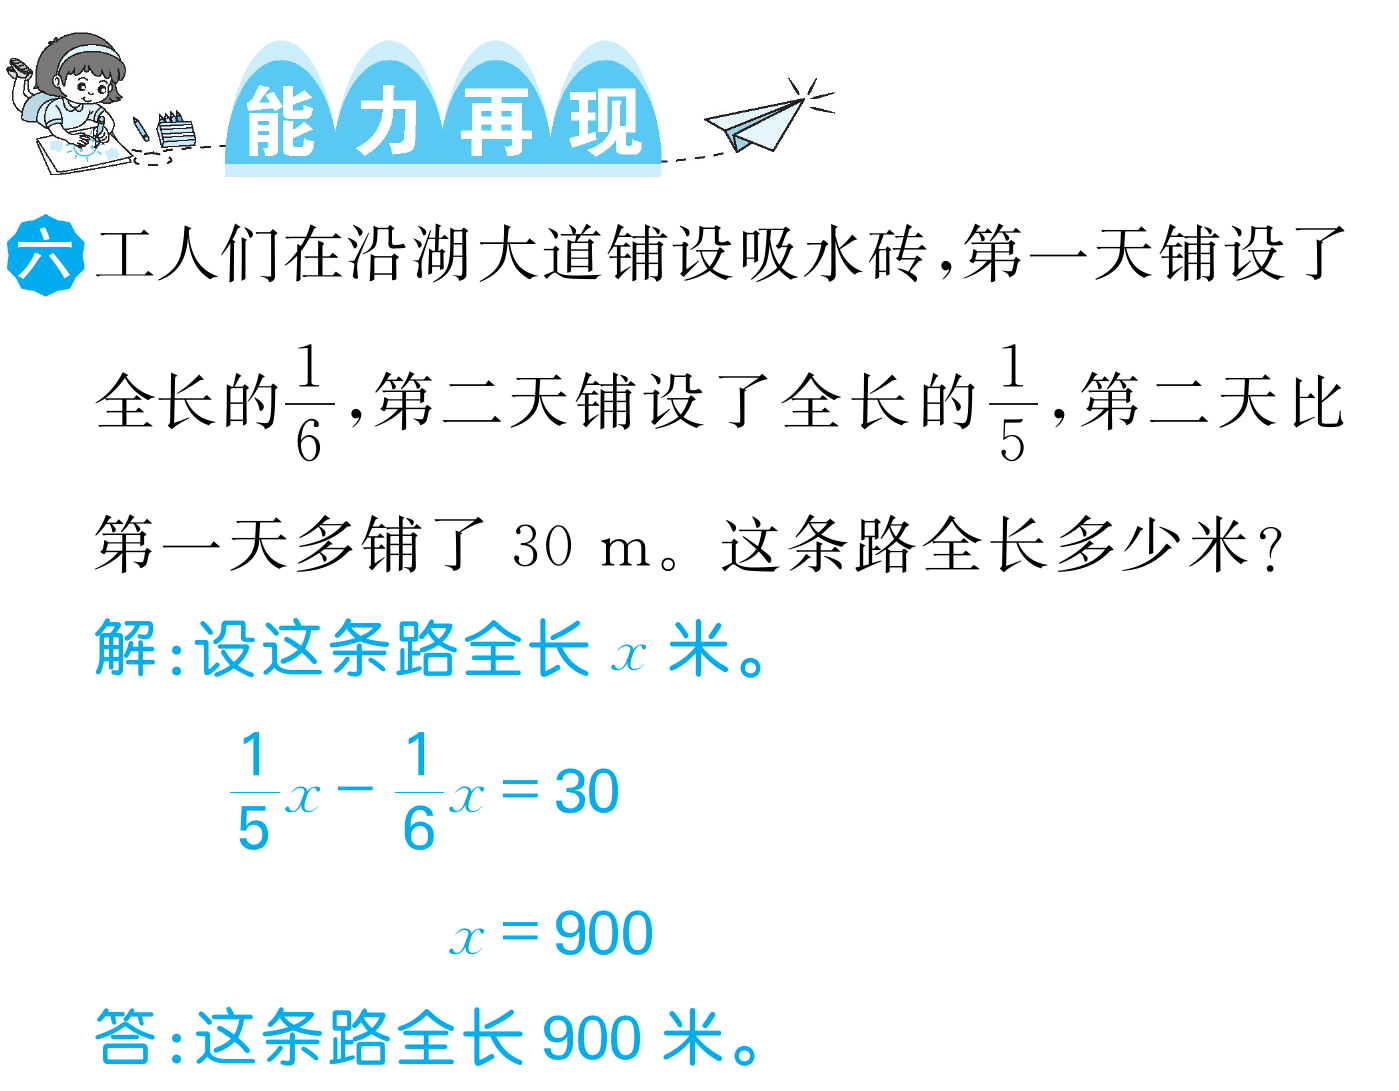 能力再现
六 工人们在沿湖大道铺设吸水砖,第一天铺设了
全长的1/6,第二天铺设了全长的1/5,第二天比
第一天多铺了 30 m。这条路全长多少米?
解:设这条路全长 x 米。
1/5x - 1/6x = 30
x = 900
答:这条路全长 900 米。